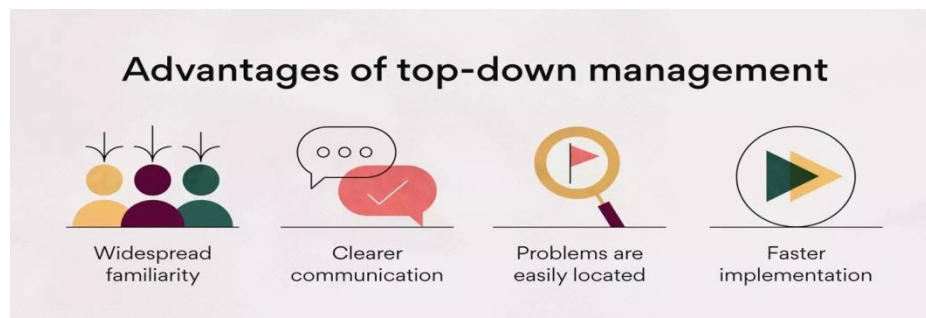 Advantages of top-down management
Widespread
familiarity
Clearer
communication
Problems are
easily located
Faster
implementation